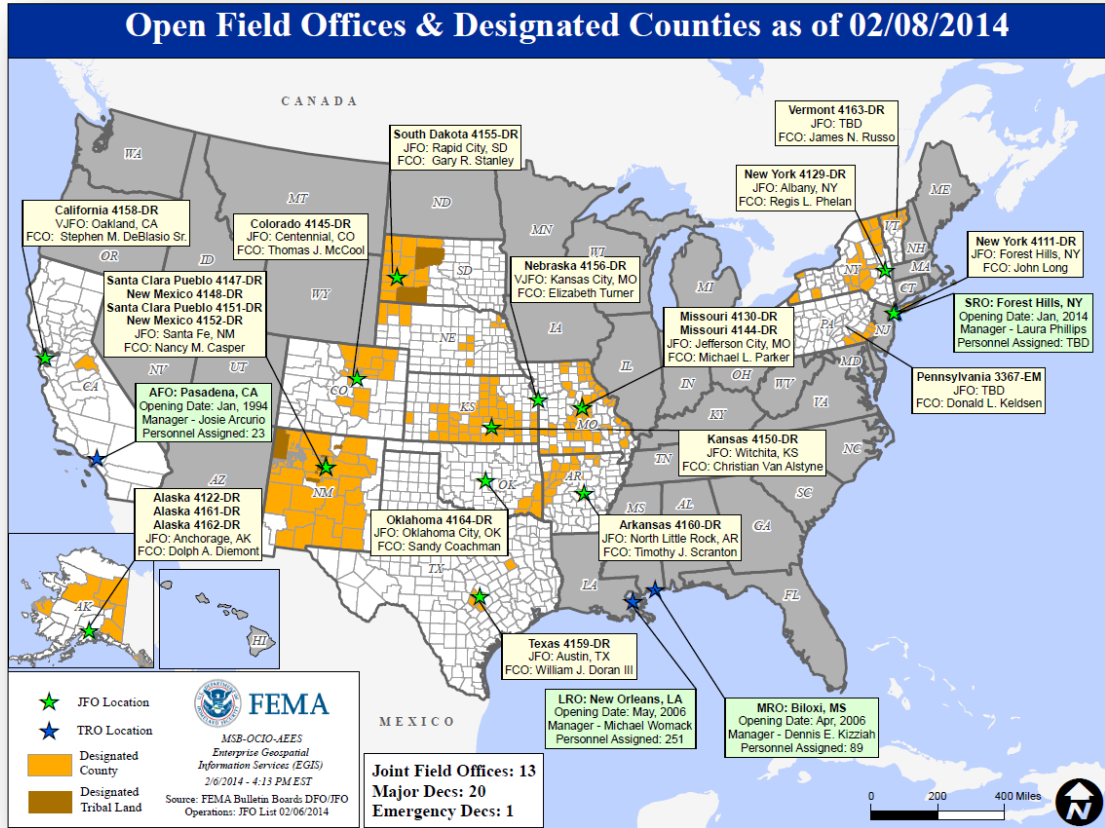 Open Field Offices & Designated Counties as of 02/08/2014
CANADA
Vermont 4163-DR
JFO: TBD
FCO: James N. Russo
South Dakota 4155-DR
JFO: Rapid City, SD
FCO: Gary R. Stanley
New York 4129-DR
JFO: Albany, NY
FCO: Regis L. Phelan
California 4158-DR
VJFO: Oakland, CA
FCO: Stephen M. DeBlasio Sr.
Colorado 4145-DR
JFO: Centennial, CO
FCO: Thomas J. McCool
New York 4111-DR
JFO: Forest Hills, NY
FCO: John Long
Nebraska 4156-DR
VJFO: Kansas City, MO
FCO: Elizabeth Turner
Santa Clara Pueblo 4147-DR
New Mexico 4148-DR
Santa Clara Pueblo 4151-DR
New Mexico 4152-DR
JFO: Santa Fe, NM
FCO: Nancy M. Casper
Missouri 4130-DR
Missouri 4144-DR
JFO: Jefferson City, MO
FCO: Michael L. Parker
SRO: Forest Hills, NY
Opening Date: Jan, 2014
Manager - Laura Phillips
Personnel Assigned: TBD
AFO: Pasadena, CA
Opening Date: Jan, 1994
Manager - Josie Arcurio
Personnel Assigned: 23
Pennsylvania 3367-EM
JFO: TBD
FCO: Donald L. Keldsen
Kansas 4150-DR
JFO: Witchita, KS
FCO: Christian Van Alstyne
Alaska 4122-DR
Alaska 4161-DR
Alaska 4162-DR
JFO: Anchorage, AK
FCO: Dolph A. Diemont
Oklahoma 4164-DR
JFO: Oklahoma City, OK
FCO: Sandy Coachman
Arkansas 4160-DR
JFO: North Little Rock, AR
FCO: Timothy J. Scranton
Texas 4159-DR
JFO: Austin, TX
FCO: William J. Doran III
LRO: New Orleans, LA
Opening Date: May, 2006
Manager - Michael Womack
Personnel Assigned: 251
MRO: Biloxi, MS
Opening Date: Apr, 2006
Manager - Dennis E. Kizziah
Personnel Assigned: 89
WA
MT
ND
MN
ME
OR
ID
WY
SD
WI
MI
VT
NH
NY
MA
CT
NV
UT
CA
CO
NE
IA
IL
IN
OH
PA
NJ
MD
WV
VA
KY
KS
MO
AZ
NM
OK
AR
TN
NC
SC
MS
AL
GA
TX
LA
FL
AK
HI
MEXICO
JFO Location
TRO Location
Designated
County
Designated
Tribal Land
FEMA
MSB-OCIO-AEES
Enterprise Geospatial
Information Services (EGIS)
2/6/2014 - 4:13 PM EST
Source: FEMA Bulletin Boards DFO/JFO
Operations: JFO List 02/06/2014
Joint Field Offices: 13
Major Decs: 20
Emergency Decs: 1
0 200 400 Miles
N